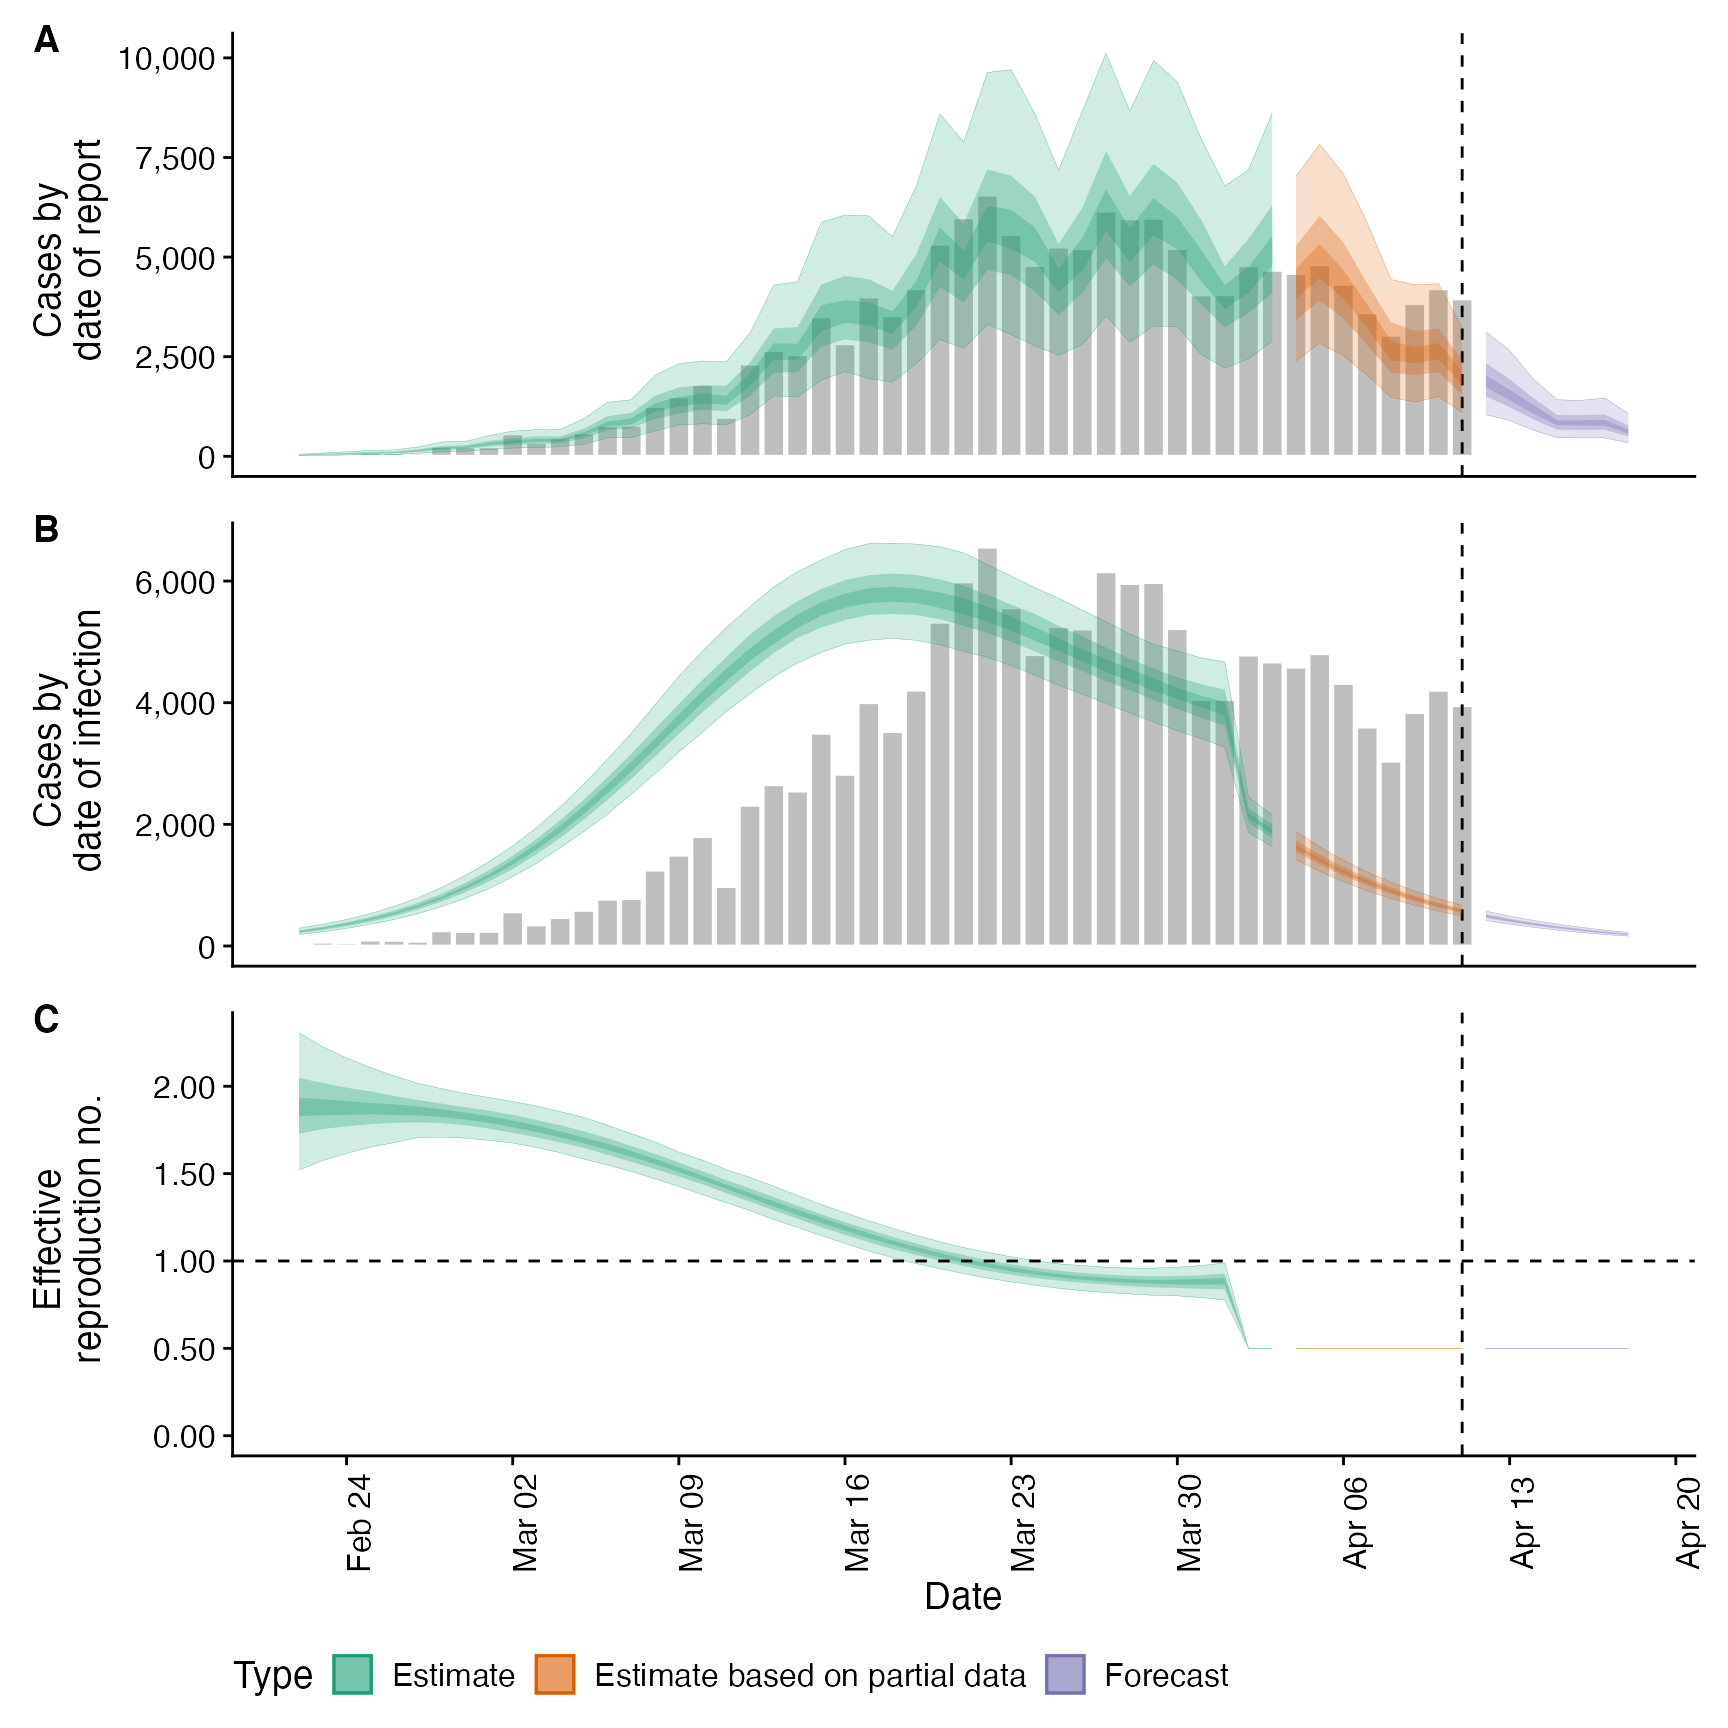 A
10,000
7,500
5,000
2,500
0
Cases by
date of report
B
6,000
4,000
2,000
0
Cases by
date of infection
C
2.00
1.50
1.00
0.50
0.00
Effective
reproduction no.
Feb 24
Mar 02
Mar 09
Mar 16
Mar 23
Mar 30
Apr 06
Apr 13
Apr 20
Date
Type Estimate Estimate based on partial data Forecast